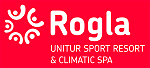 Rogla
UNITUR SPORT RESORT
& CLIMATIC SPA